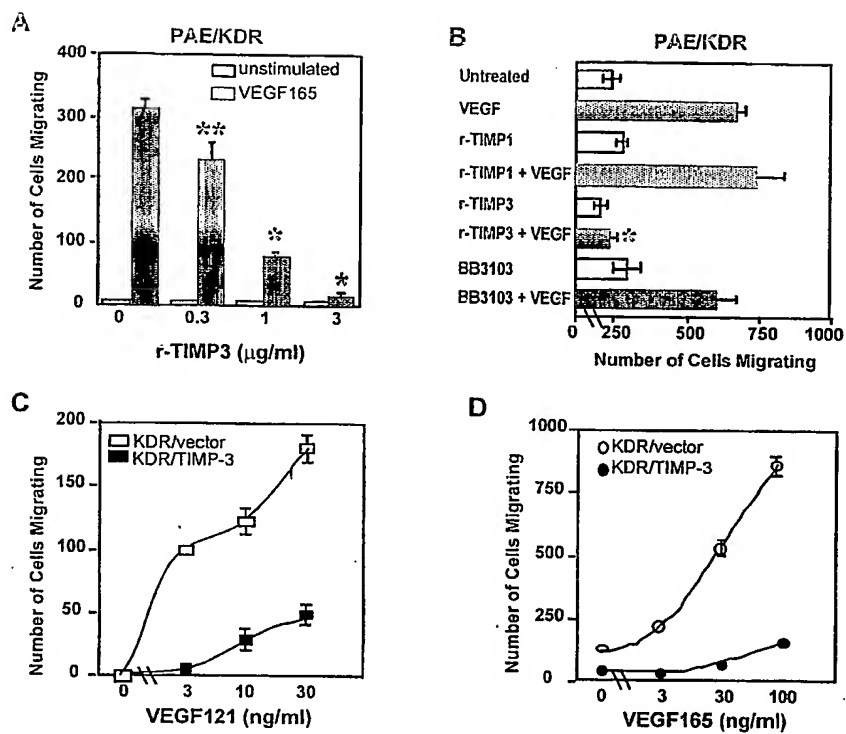 A
PAE/KDR
400
300
200
100
0
unstimulated
VEGF165
**
*
*
0 0.3 1 3
r-TIMP3 (µg/ml)
Number of Cells Migrating
B
PAE/KDR
Untreated
VEGF
r-TIMP1
r-TIMP1 + VEGF
r-TIMP3
r-TIMP3 + VEGF
*
BB3103
BB3103 + VEGF
0 250 500 750 1000
Number of Cells Migrating
C
200
150
100
50
0
KDR/vector
KDR/TIMP-3
0 3 10 30
VEGF121 (ng/ml)
Number of Cells Migrating
D
1000
750
500
250
0
KDR/vector
KDR/TIMP-3
0 3 30 100
VEGF165 (ng/ml)
Number of Cells Migrating